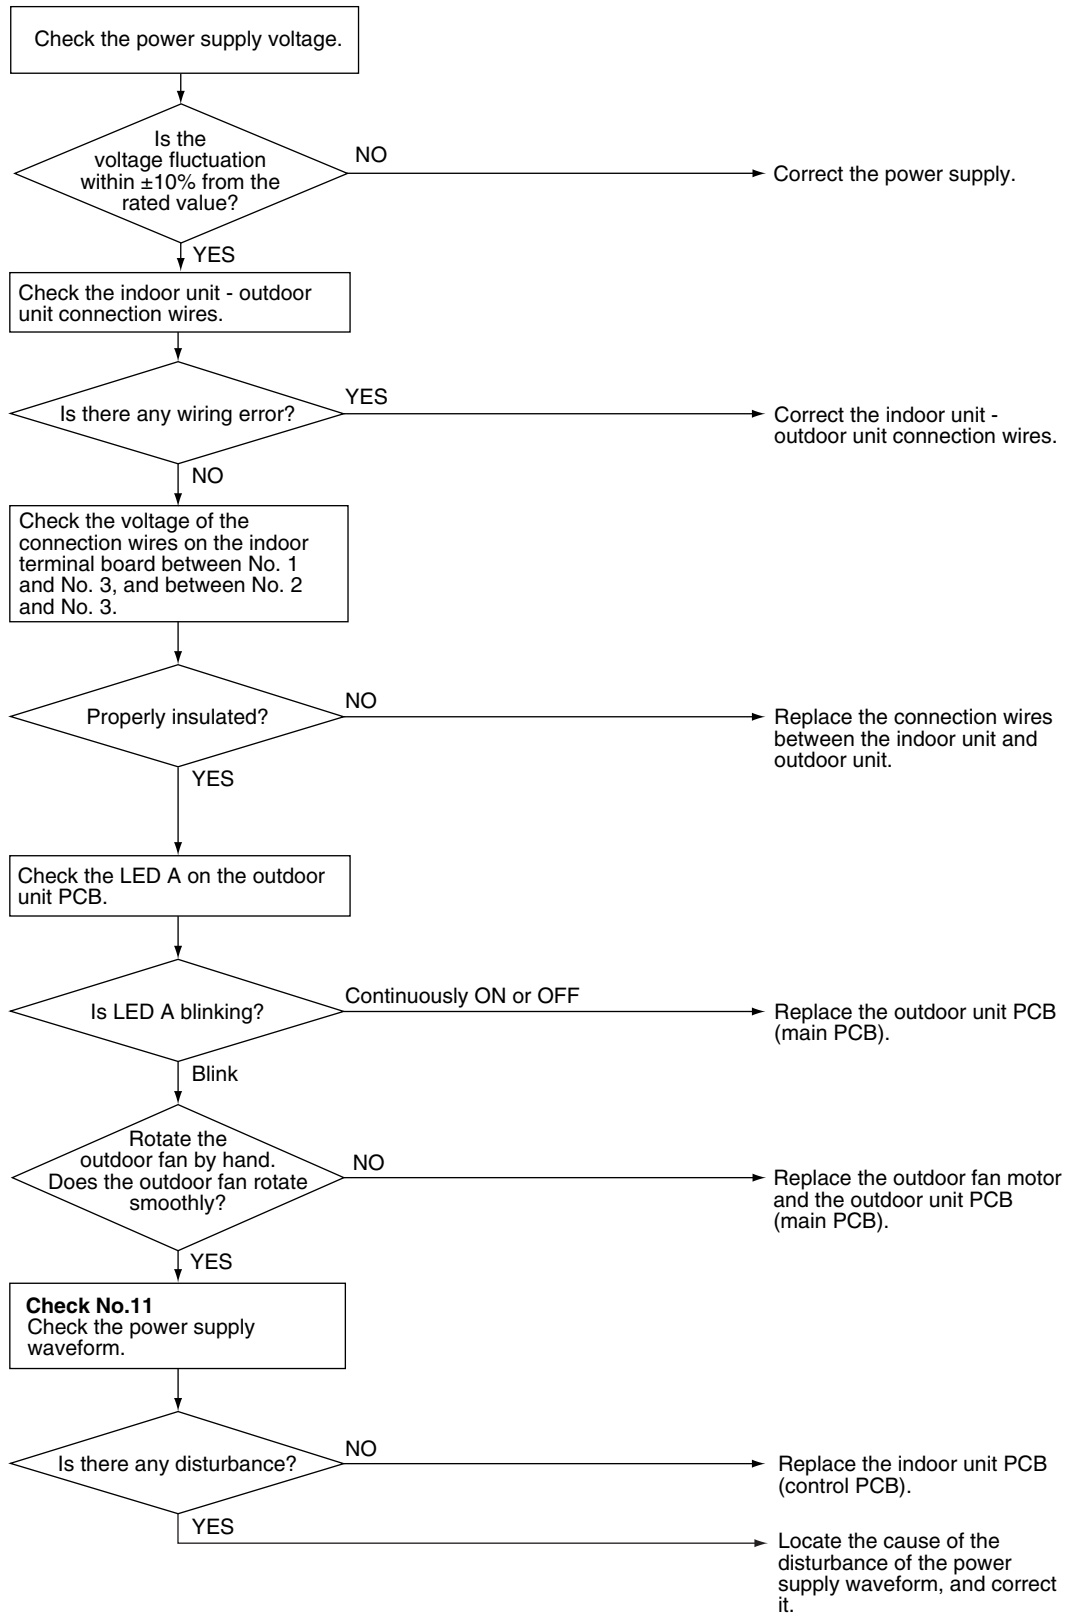 Check the power supply voltage.
Is the
voltage fluctuation
within ±10% from the
rated value?
NO
Correct the power supply.
YES
Check the indoor unit - outdoor
unit connection wires.
Is there any wiring error?
YES
Correct the indoor unit -
outdoor unit connection wires.
NO
Check the voltage of the
connection wires on the indoor
terminal board between No. 1
and No. 3, and between No. 2
and No. 3.
Properly insulated?
NO
Replace the connection wires
between the indoor unit and
outdoor unit.
YES
Check the LED A on the outdoor
unit PCB.
Is LED A blinking?
Continuously ON or OFF
Replace the outdoor unit PCB
(main PCB).
Blink
Rotate the
outdoor fan by hand.
Does the outdoor fan rotate
smoothly?
NO
Replace the outdoor fan motor
and the outdoor unit PCB
(main PCB).
YES
Check No.11
Check the power supply
waveform.
Is there any disturbance?
NO
Replace the indoor unit PCB
(control PCB).
YES
Locate the cause of the
disturbance of the power
supply waveform, and correct
it.